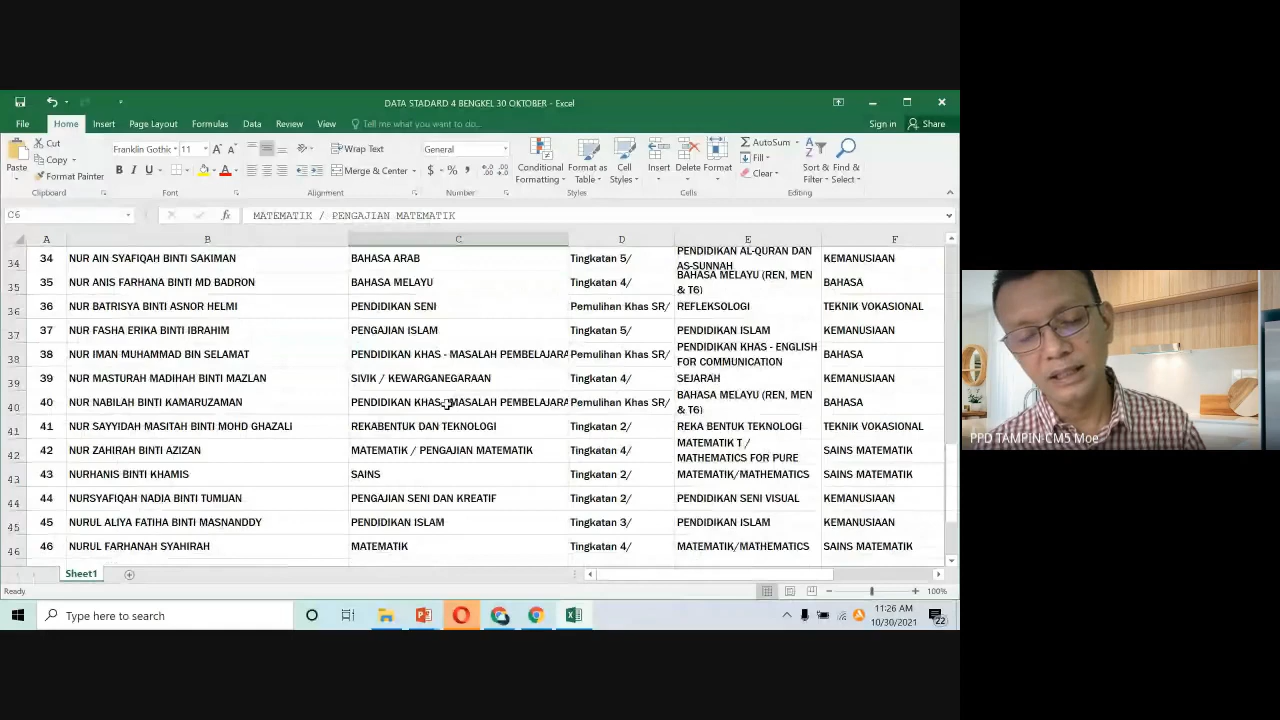 DATA STADARD 4 BENGKEL 30 OKTOBER - Excel
File Home Insert Page Layout Formulas Data Review View Tell me what you want to do... Sign in Share
Cut
Copy
Format Painter
Paste
Clipboard
Franklin Gothic 11
Font
Wrap Text
Merge & Center
Alignment
General
Number
Conditional Formatting
Format as Table
Cell Styles
Styles
Insert Delete Format
Cells
AutoSum
Fill
Clear
Sort & Filter
Find & Select
Editing
C6 MATEMATIK / PENGAJIAN MATEMATIK
A B C D E F
34 34 NUR AIN SYAFIQAH BINTI SAKIMAN BAHASA ARAB Tingkatan 5/ PENDIDIKAN AL-QURAN DAN AS-SUNNAH KEMANUSIAAN
35 35 NUR ANIS FARHANA BINTI MD BADRON BAHASA MELAYU Tingkatan 4/ BAHASA MELAYU (REN, MEN & T6) BAHASA
36 36 NUR BATRISYA BINTI ASNOR HELMI PENDIDIKAN SENI Pemulihan Khas SR/ REFLEKSOLOGI TEKNIK VOKASIONAL
37 37 NUR FASHA ERIKA BINTI IBRAHIM PENGAJIAN ISLAM Tingkatan 5/ PENDIDIKAN ISLAM KEMANUSIAAN
38 38 NUR IMAN MUHAMMAD BIN SELAMAT PENDIDIKAN KHAS - MASALAH PEMBELAJARA Pemulihan Khas SR/ PENDIDIKAN KHAS - ENGLISH FOR COMMUNICATION BAHASA
39 39 NUR MASTURAH MADIHAH BINTI MAZLAN SIVIK / KEWARGANEGARAAN Tingkatan 4/ SEJARAH KEMANUSIAAN
40 40 NUR NABILAH BINTI KAMARUZAMAN PENDIDIKAN KHAS - MASALAH PEMBELAJARA Pemulihan Khas SR/ BAHASA MELAYU (REN, MEN & T6) BAHASA
41 41 NUR SAYYIDAH MASITAH BINTI MOHD GHAZALI REKABENTUK DAN TEKNOLOGI Tingkatan 2/ REKA BENTUK TEKNOLOGI TEKNIK VOKASIONAL
42 42 NUR ZAHIRAH BINTI AZIZAN MATEMATIK / PENGAJIAN MATEMATIK Tingkatan 4/ MATEMATIK T / MATHEMATICS FOR PURE SAINS MATEMATIK
43 43 NURHANIS BINTI KHAMIS SAINS Tingkatan 2/ MATEMATIK/MATHEMATICS SAINS MATEMATIK
44 44 NURSYAFIQAH NADIA BINTI TUMIJAN PENGAJIAN SENI DAN KREATIF Tingkatan 2/ PENDIDIKAN SENI VISUAL KEMANUSIAAN
45 45 NURUL ALIYA FATIHA BINTI MASNANDDY PENDIDIKAN ISLAM Tingkatan 3/ PENDIDIKAN ISLAM KEMANUSIAAN
46 46 NURUL FARHANAH SYAHIRAH MATEMATIK Tingkatan 4/ MATEMATIK/MATHEMATICS SAINS MATEMATIK
Sheet1
Ready 100%
Type here to search
11:26 AM
10/30/2021
22
PPD TAMPIN-CM5 Moe